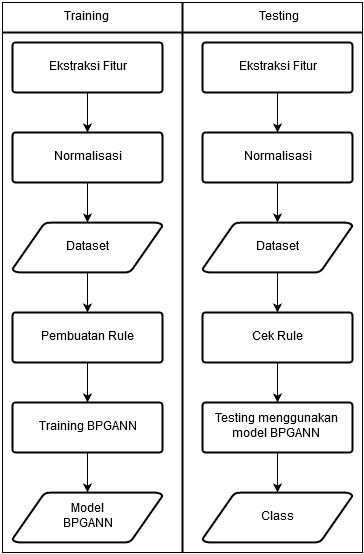 Training
Ekstraksi Fitur
Normalisasi
Dataset
Pembuatan Rule
Training BPGANN
Model
BPGANN
Testing
Ekstraksi Fitur
Normalisasi
Dataset
Cek Rule
Testing menggunakan
model BPGANN
Class